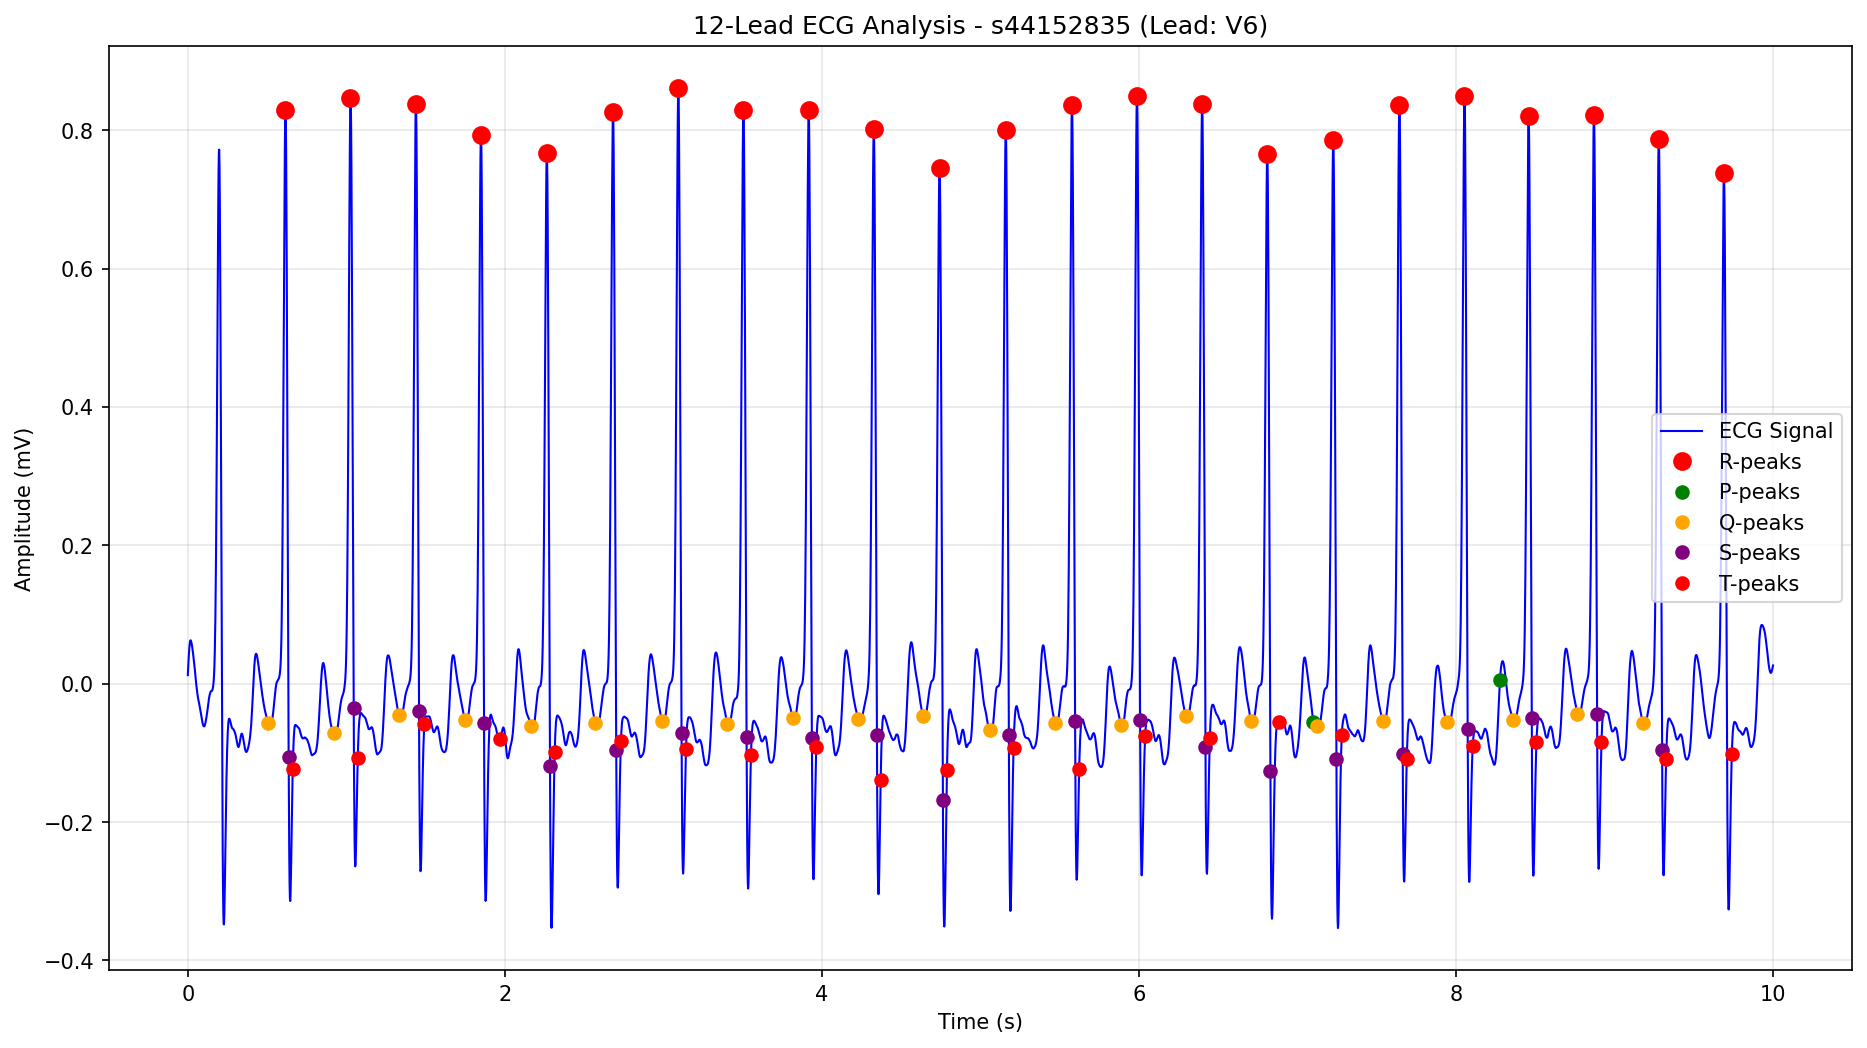 12-Lead ECG Analysis - s44152835 (Lead: V6)
Amplitude (mV)
0.8
0.6
0.4
0.2
0.0
−0.2
−0.4
ECG Signal
R-peaks
P-peaks
Q-peaks
S-peaks
T-peaks
0 2 4 6 8 10
Time (s)